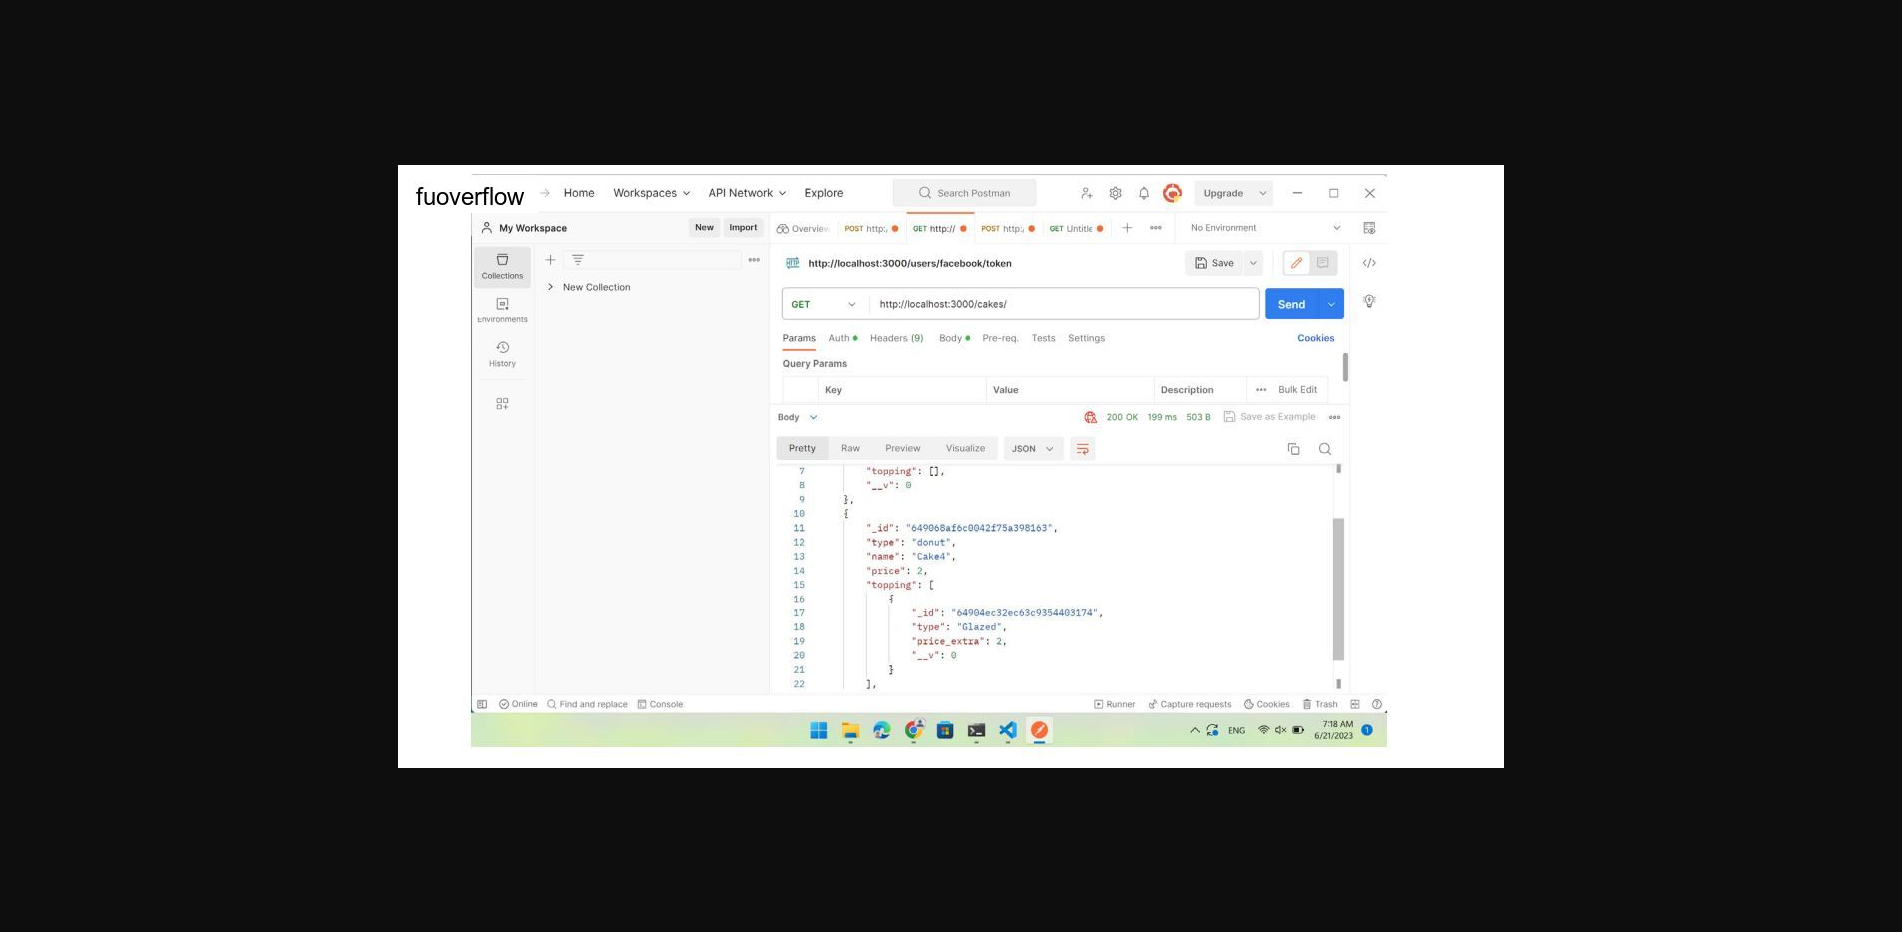 fuoverflow
Home Workspaces API Network Explore Search Postman Upgrade
My Workspace New Import Overview POST http:/ GET http:// POST http:/ GET Untitle No Environment
Collections
New Collection
Environments
History
http://localhost:3000/users/facebook/token Save
GET http://localhost:3000/cakes/ Send
Params Auth Headers (9) Body Pre-req. Tests Settings Cookies
Query Params
Key Value Description Bulk Edit
Body 200 OK 199 ms 503 B Save as Example
Pretty Raw Preview Visualize JSON
7 "topping": [],
8 "__v": 0
9 },
10 {
11 "_id": "649068af6c0042f75a398163",
12 "type": "donut",
13 "name": "Cake4",
14 "price": 2,
15 "topping": [
16 {
17 "_id": "64904ec32ec63c9354403174",
18 "type": "Glazed",
19 "price_extra": 2,
20 "__v": 0
21 }
22 ],
Online Find and replace Console Runner Capture requests Cookies Trash
ENG 7:18 AM
6/21/2023 1